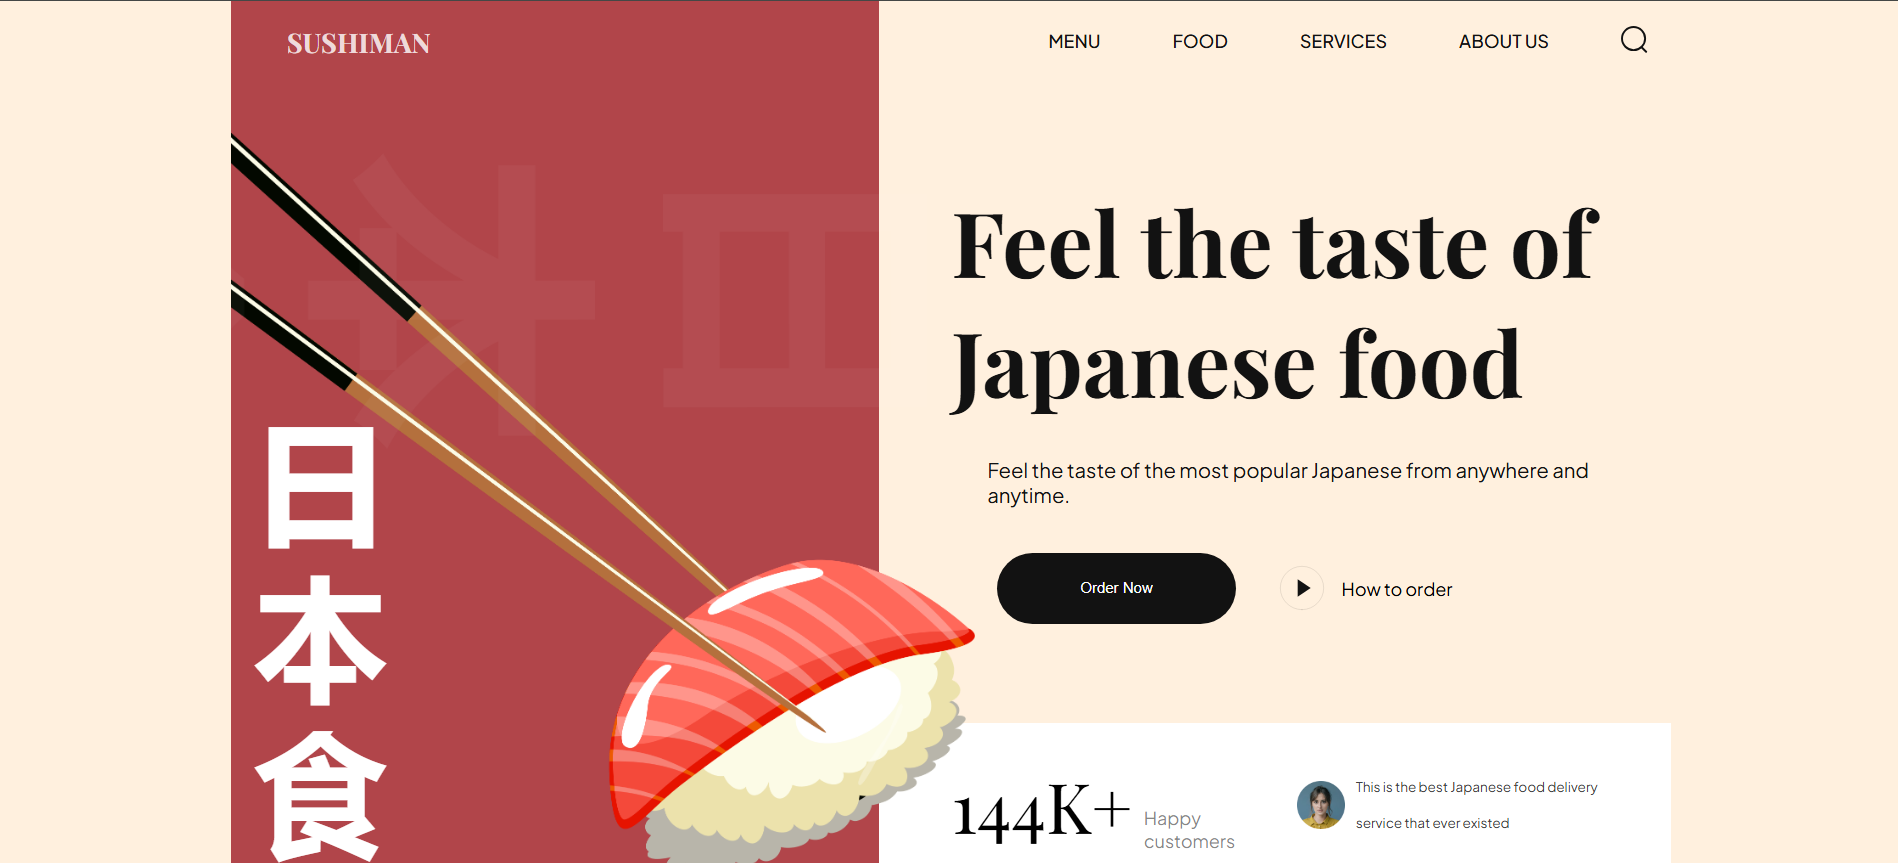 SUSHIMAN
MENU FOOD SERVICES ABOUT US
Feel the taste of
Japanese food
Feel the taste of the most popular Japanese from anywhere and
anytime.
Order Now
How to order
日
本
食
144K+
Happy
customers
This is the best Japanese food delivery
service that ever existed